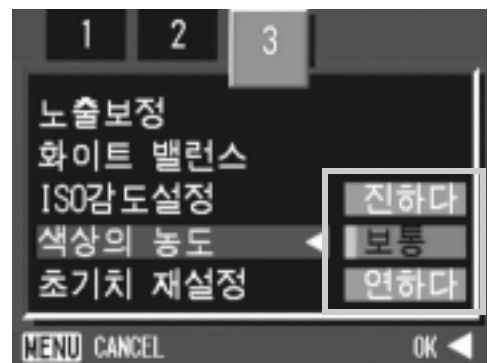 1 2 3
노출보정
화이트 밸런스
ISO감도설정 진하다
색상의 농도 보통
초기치 재설정 연하다
MENU CANCEL OK